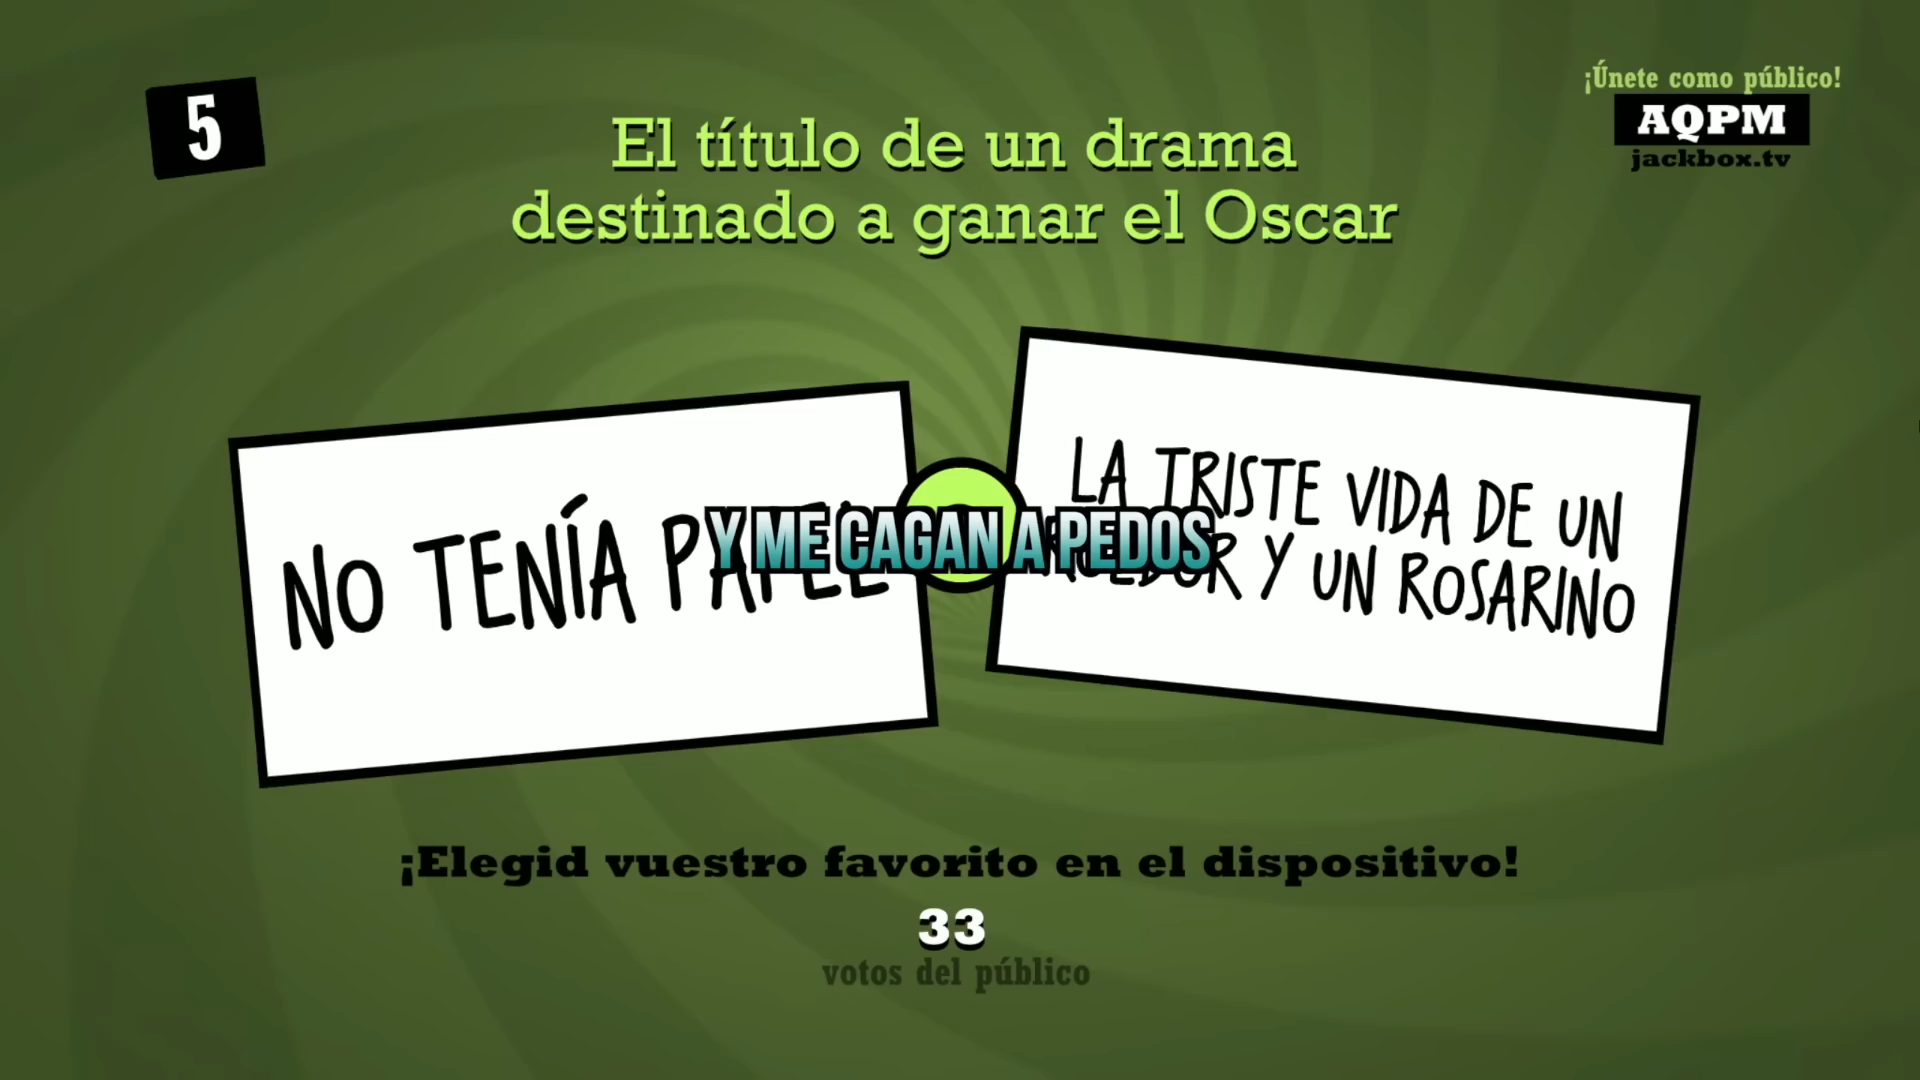 5
¡Únete como público!
AQPM
jackbox.tv
El título de un drama
destinado a ganar el Oscar
NO TENÍA
LA TRISTE VIDA DE UN
Y UN ROSARINO
Y ME CAGAN A PEDOS
¡Elegid vuestro favorito en el dispositivo!
33
votos del público